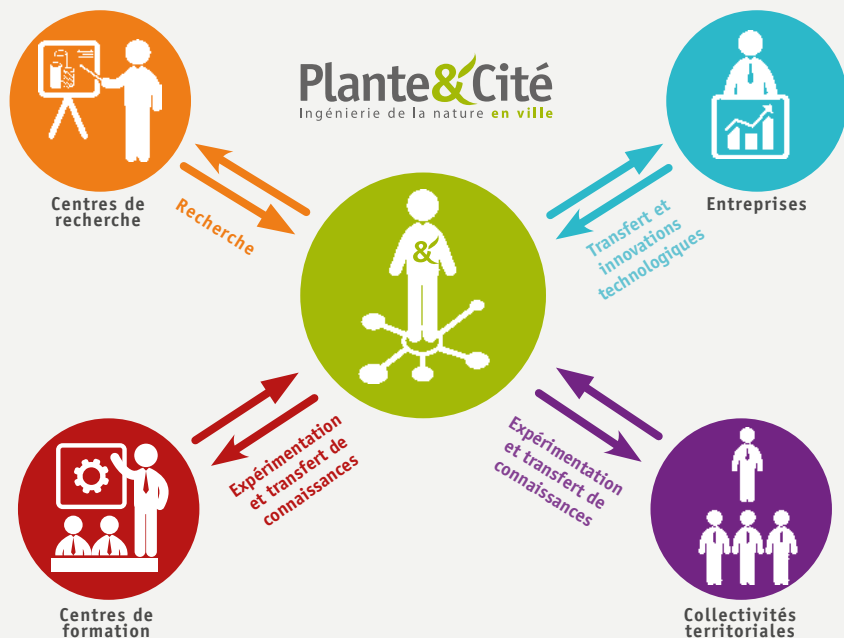 Plante&Cité
Ingénierie de la nature en ville
Centres de
recherche
Recherche
Transfert et
innovations
technologiques
Entreprises
&
Expérimentation
et transfert de
connaissances
Expérimentation
et transfert de
connaissances
Centres de
formation
Collectivités
territoriales